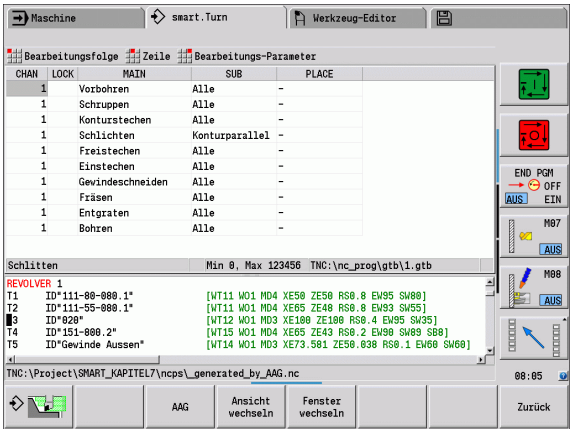 Maschine
smart.Turn
Werkzeug-Editor
Bearbeitungsfolge Zeile Bearbeitungs-Parameter
CHAN LOCK MAIN SUB PLACE
1 Vorbohren Alle -
1 Schruppen Alle -
1 Konturstechen Alle -
1 Schlichten Konturparallel -
1 Freistechen Alle -
1 Einstechen Alle -
1 Gewindeschneiden Alle -
1 Fräsen Alle -
1 Entgraten Alle -
1 Bohren Alle -
Schlitten Min 0, Max 123456 TNC:\nc_prog\gtb\1.gtb
REVOLVER 1
T1 ID"111-80-080.1" [WT11 WO1 MD4 XE50 ZE50 RS0.8 EW95 SW80]
T2 ID"111-55-080.1" [WT11 WO1 MD4 XE65 ZE48 RS0.8 EW93 SW55]
3 ID"020" [WT12 WO1 MD3 XE100 ZE100 RS0.4 EW95 SW35]
T4 ID"151-800.2" [WT15 WO1 MD4 XE65 ZE43 RS0.2 EW90 SW89 SB8]
T5 ID"Gewinde Aussen" [WT14 WO1 MD3 XE73.581 ZE50.038 RS0.1 EW60 SW60]
TNC:\Project\SMART_KAPITEL7\ncps\_generated_by_AAG.nc
I
O
END PGM
OFF
AUS EIN
M07
AUS
M08
AUS
08:05
AAG
Ansicht wechseln
Fenster wechseln
Zurück